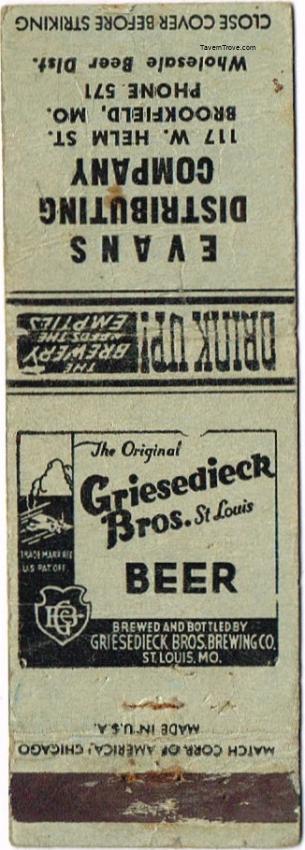 TavernTrove.com
CLOSE COVER BEFORE STRIKING
EVANS
DISTRIBUTING
COMPANY
117 W. HELM ST.
BROOKFIELD, MO.
PHONE 571
Wholesale Beer Dist.
DRINK UP!
THE
BREWERY
NEEDS THE
EMPTIES
The Original
Griesedieck
Bros. St Louis
BEER
TRADE MARK REG
U.S. PAT. OFF.
GB
BREWED AND BOTTLED BY
GRIESEDIECK BROS. BREWING CO.
ST. LOUIS, MO.
MATCH CORP. OF AMERICA, CHICAGO
MADE IN U.S.A.